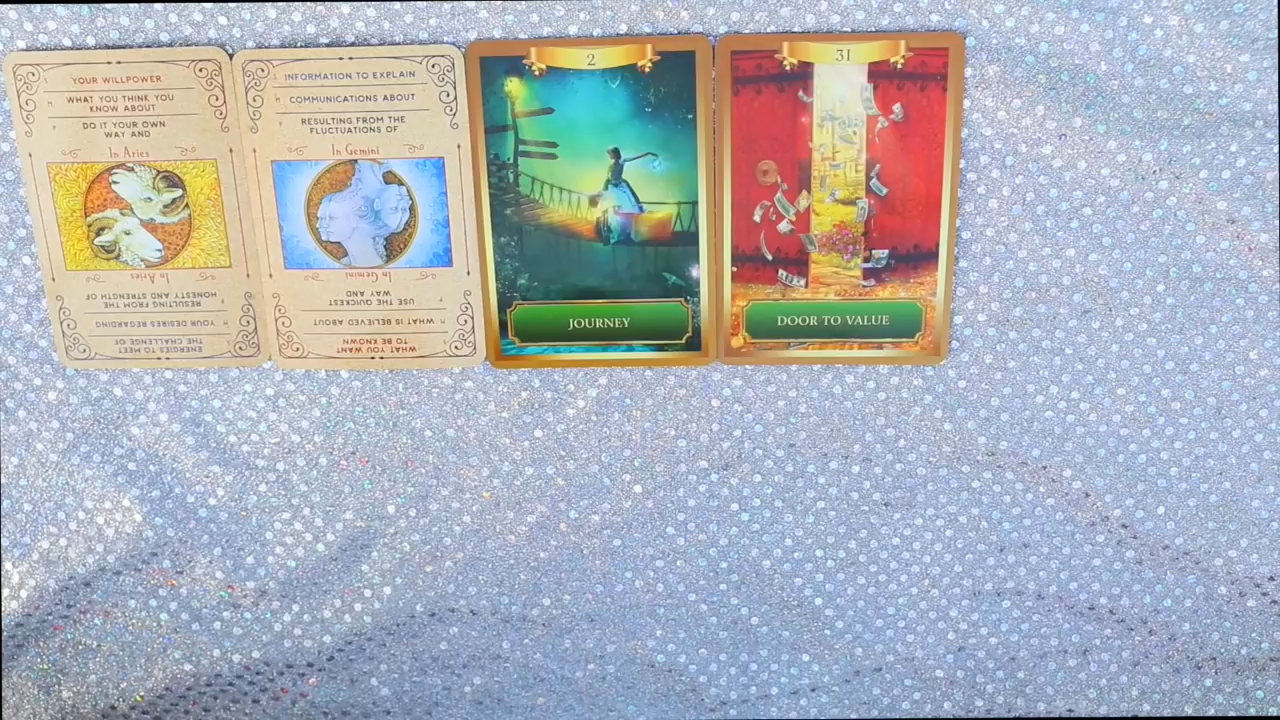 YOUR WILLPOWER
WHAT YOU THINK YOU
KNOW ABOUT
DO IT YOUR OWN
WAY AND
In Aries
In Aries
RESULTING FROM THE
HONESTY AND STRENGTH OF
YOUR DESIRES REGARDING
ENERGIES TO MEET
THE CHALLENGE OF
INFORMATION TO EXPLAIN
COMMUNICATIONS ABOUT
RESULTING FROM THE
FLUCTUATIONS OF
In Gemini
In Gemini
USE THE QUICKEST
WAY AND
WHAT IS BELIEVED ABOUT
WHAT YOU WANT
TO BE KNOWN
2
JOURNEY
31
DOOR TO VALUE